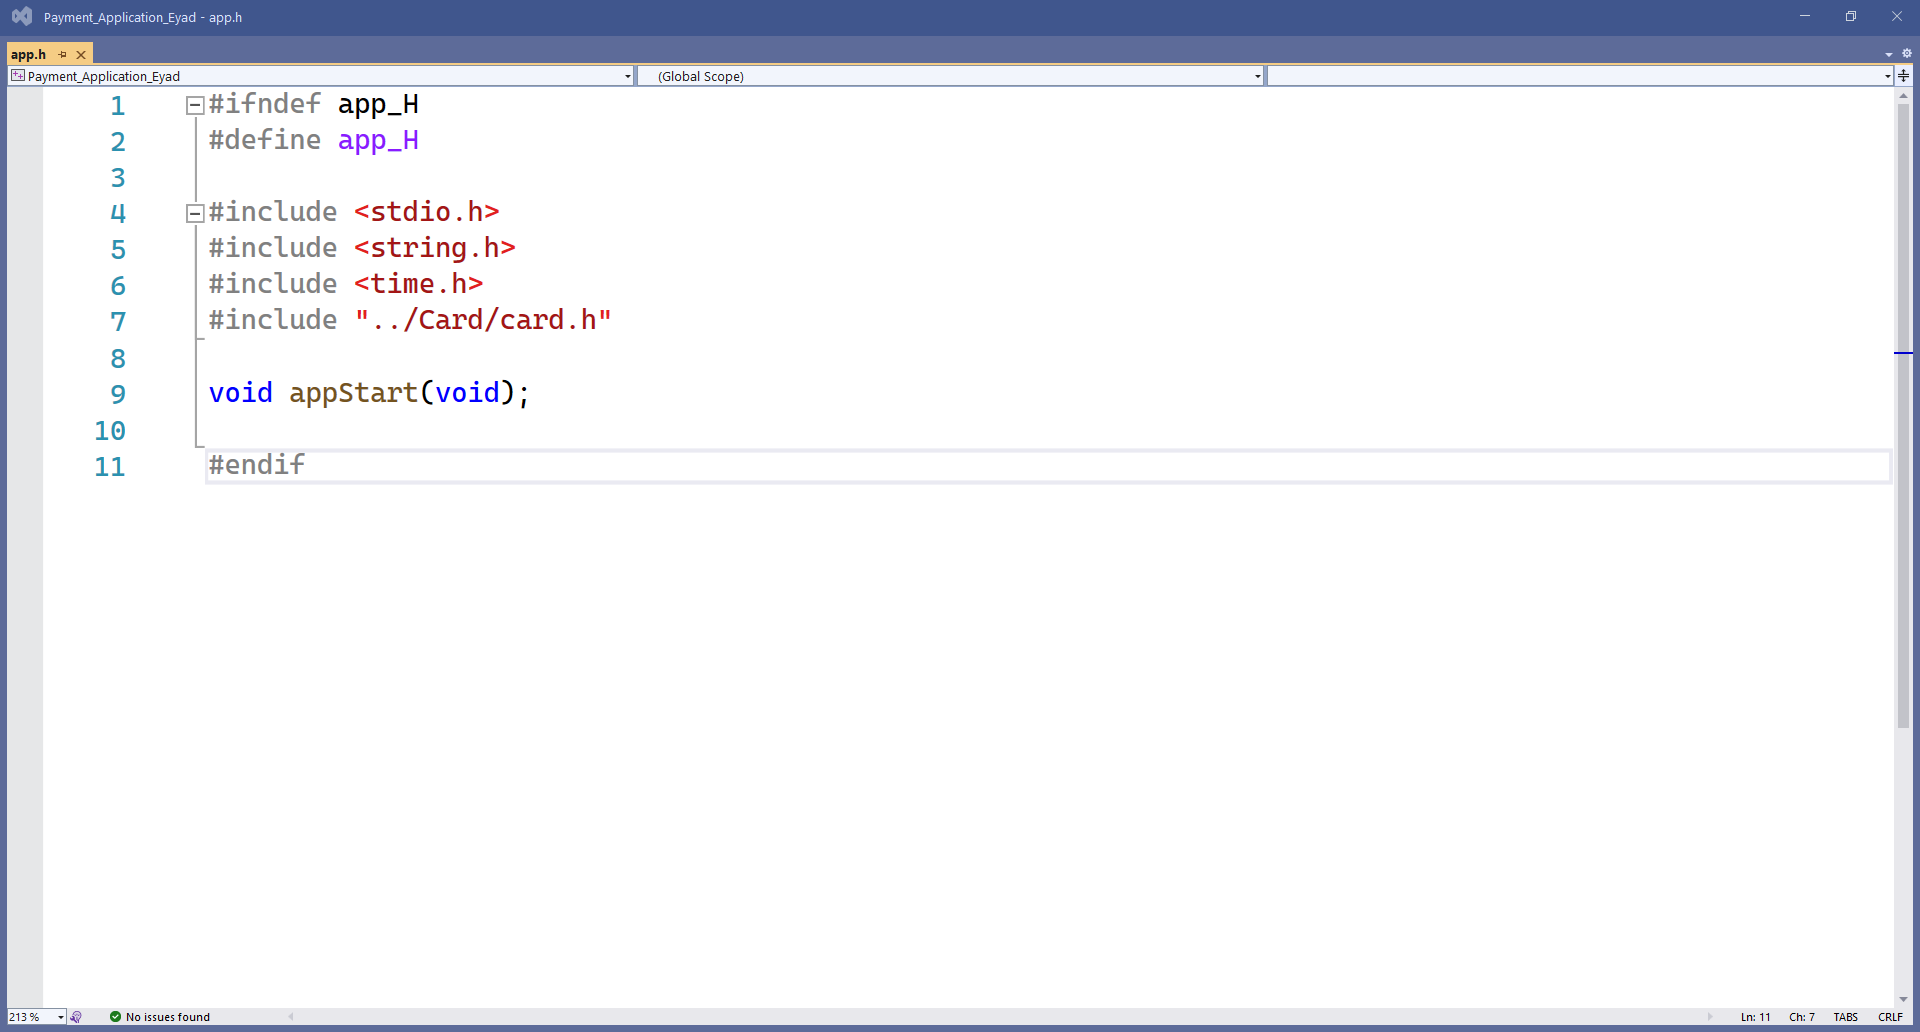 Payment_Application_Eyad - app.h
app.h
Payment_Application_Eyad
(Global Scope)
1 #ifndef app_H
2 #define app_H
3
4 #include <stdio.h>
5 #include <string.h>
6 #include <time.h>
7 #include "../Card/card.h"
8
9 void appStart(void);
10
11 #endif
213 %
No issues found
Ln: 11 Ch: 7 TABS CRLF